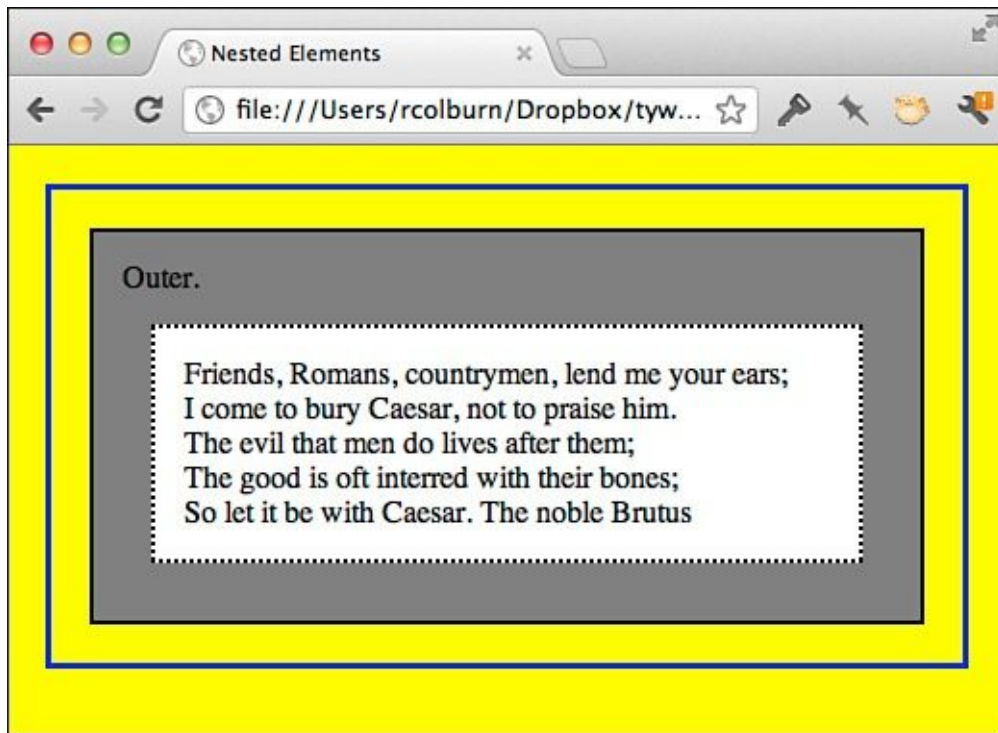 Nested Elements
file:///Users/rcolburn/Dropbox/tyw...
Outer.
Friends, Romans, countrymen, lend me your ears;
I come to bury Caesar, not to praise him.
The evil that men do lives after them;
The good is oft interred with their bones;
So let it be with Caesar. The noble Brutus